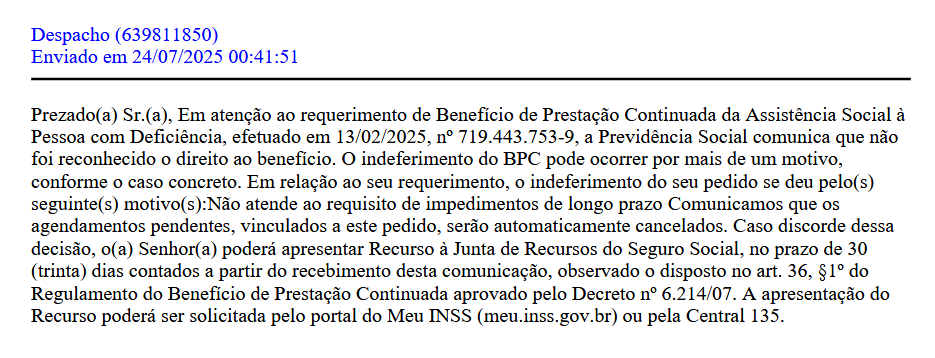 Despacho (639811850)
Enviado em 24/07/2025 00:41:51
Prezado(a) Sr.(a), Em atenção ao requerimento de Benefício de Prestação Continuada da Assistência Social à
Pessoa com Deficiência, efetuado em 13/02/2025, nº 719.443.753-9, a Previdência Social comunica que não
foi reconhecido o direito ao benefício. O indeferimento do BPC pode ocorrer por mais de um motivo,
conforme o caso concreto. Em relação ao seu requerimento, o indeferimento do seu pedido se deu pelo(s)
seguinte(s) motivo(s):Não atende ao requisito de impedimentos de longo prazo Comunicamos que os
agendamentos pendentes, vinculados a este pedido, serão automaticamente cancelados. Caso discorde dessa
decisão, o(a) Senhor(a) poderá apresentar Recurso à Junta de Recursos do Seguro Social, no prazo de 30
(trinta) dias contados a partir do recebimento desta comunicação, observado o disposto no art. 36, §1º do
Regulamento do Benefício de Prestação Continuada aprovado pelo Decreto nº 6.214/07. A apresentação do
Recurso poderá ser solicitada pelo portal do Meu INSS (meu.inss.gov.br) ou pela Central 135.